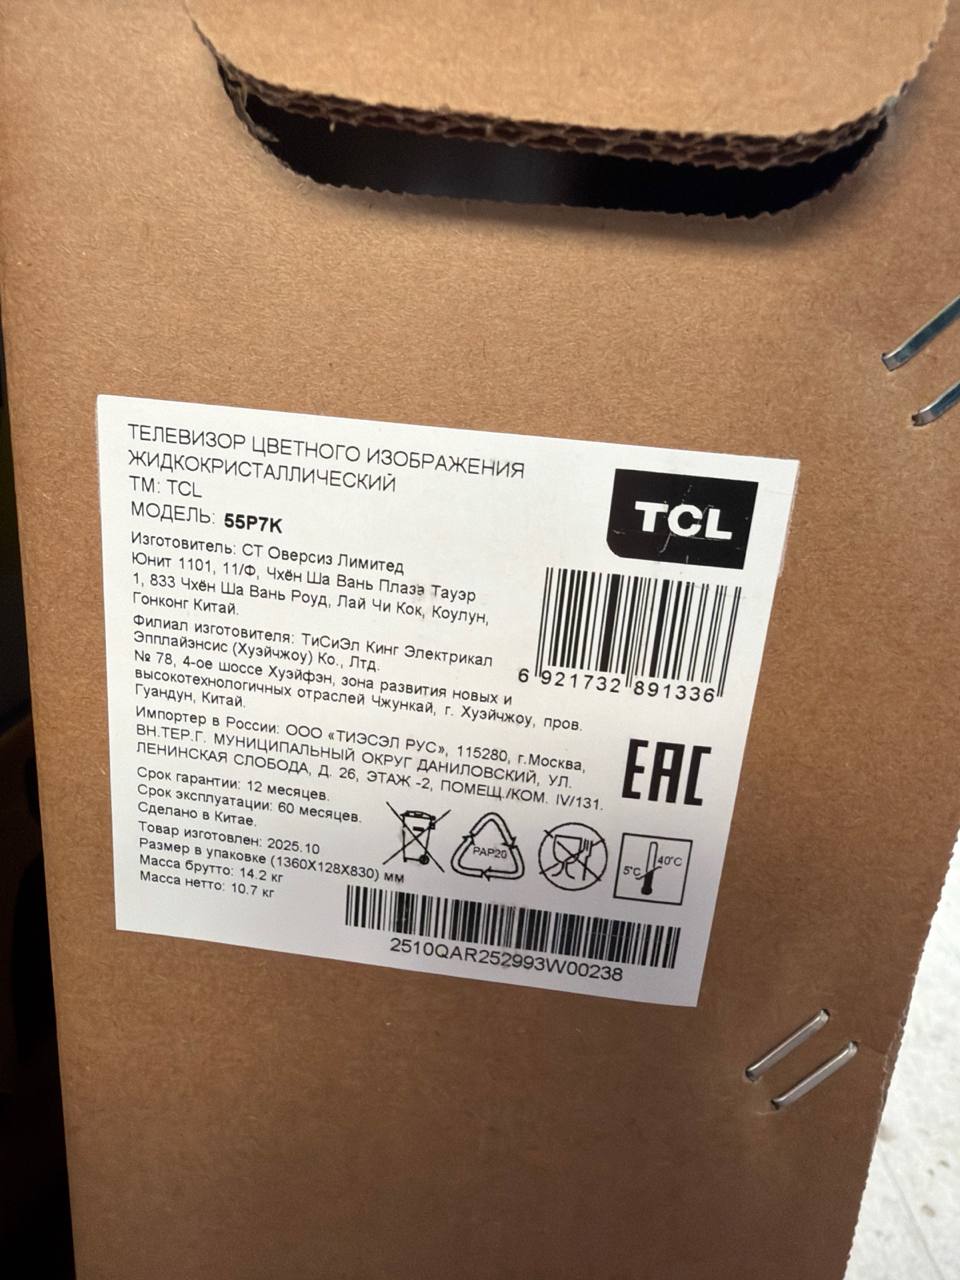 ТЕЛЕВИЗОР ЦВЕТНОГО ИЗОБРАЖЕНИЯ
ЖИДКОКРИСТАЛЛИЧЕСКИЙ
ТМ: TCL
МОДЕЛЬ: 55P7K
TCL
Изготовитель: СТ Оверсиз Лимитед
Юнит 1101, 11/Ф, Чхён Ша Вань Плаза Тауэр
1, 833 Чхён Ша Вань Роуд, Лай Чи Кок, Коулун,
Гонконг Китай.
Филиал изготовителя: ТиСиЭл Кинг Электрикал
Эпплайэнсис (Хуэйчжоу) Ко., Лтд.
№ 78, 4-ое шоссе Хуэйфэн, зона развития новых и
высокотехнологичных отраслей Чжункай, г. Хуэйчжоу, пров.
Гуандун, Китай.
6 921732 891336
Импортер в России: ООО «ТИЭСЭЛ РУС», 115280, г.Москва,
ВН.ТЕР.Г. МУНИЦИПАЛЬНЫЙ ОКРУГ ДАНИЛОВСКИЙ, УЛ.
ЛЕНИНСКАЯ СЛОБОДА, Д. 26, ЭТАЖ -2, ПОМЕЩ./КОМ. IV/131.
EAC
Срок гарантии: 12 месяцев.
Срок эксплуатации: 60 месяцев.
Сделано в Китае.
Товар изготовлен: 2025.10
Размер в упаковке (1360X128X830) мм
Масса брутто: 14.2 кг
Масса нетто: 10.7 кг
PAP20
5°C 40°C
2510QAR252993W00238